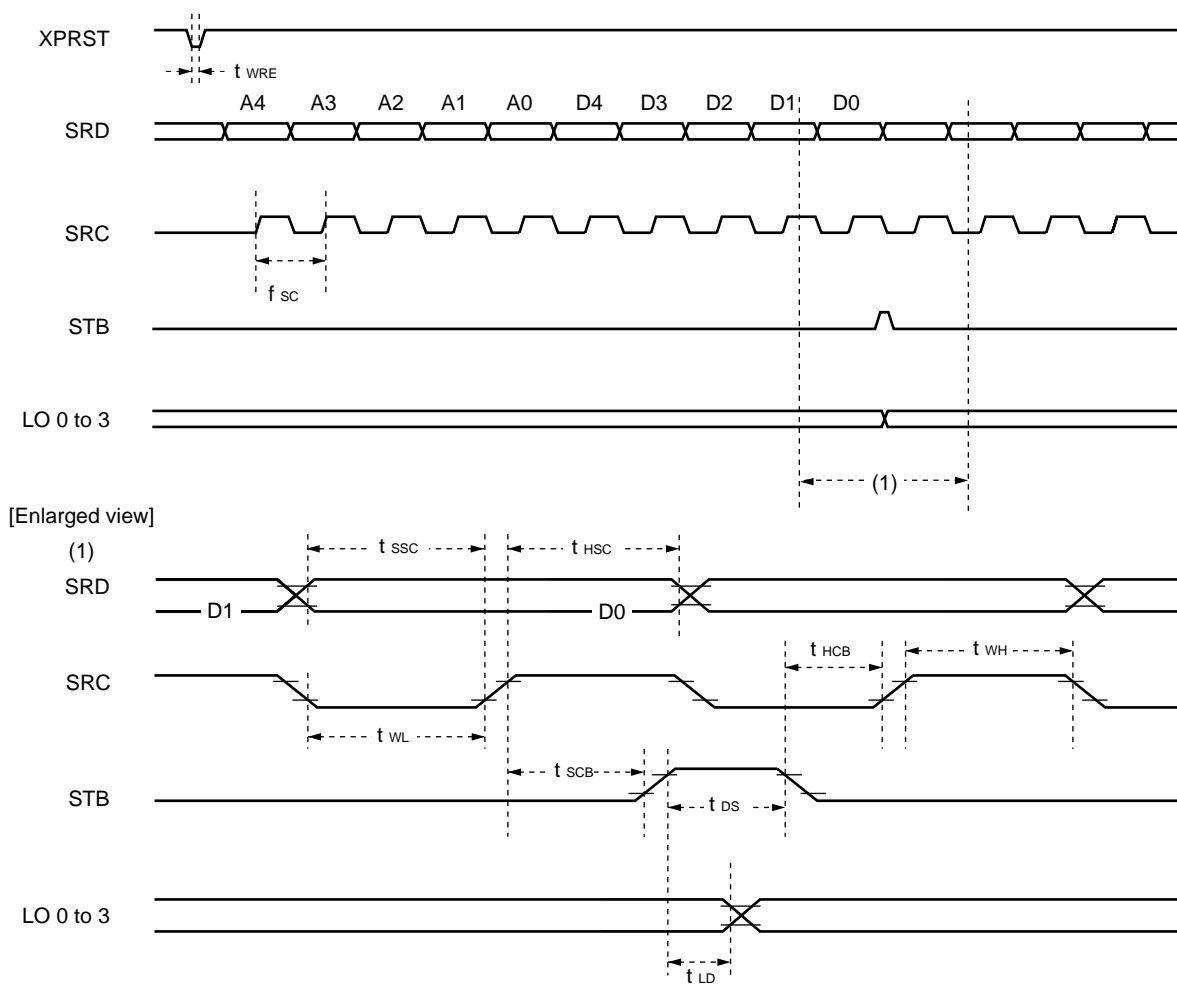 XPRST
t WRE
A4 A3 A2 A1 A0 D4 D3 D2 D1 D0
SRD
SRC
f SC
STB
LO 0 to 3
(1)
[Enlarged view]
(1)
t SSC
t HSC
SRD
D1
D0
t HCB
t WH
SRC
t WL
t SCB
STB
t DS
LO 0 to 3
t LD